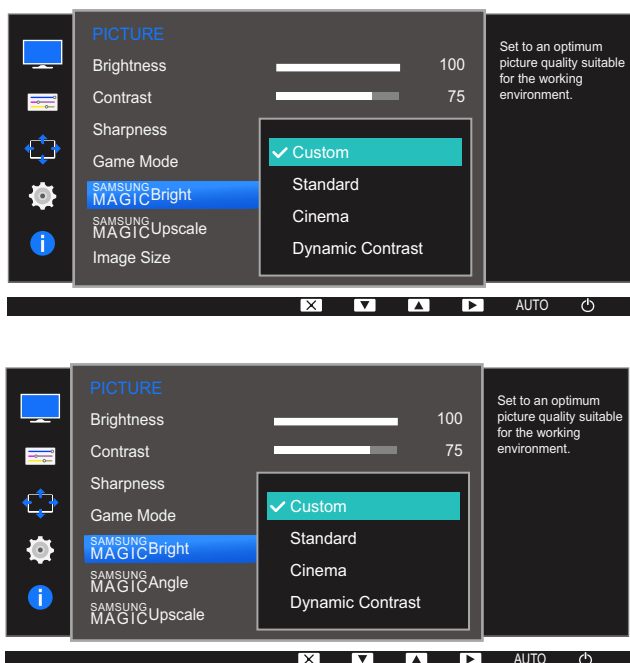 PICTURE
Brightness 100
Contrast 75
Sharpness
Game Mode
SAMSUNG
MAGICBright
SAMSUNG
MAGICUpscale
Image Size
Custom
Standard
Cinema
Dynamic Contrast
Set to an optimum
picture quality suitable
for the working
environment.
AUTO
PICTURE
Brightness 100
Contrast 75
Sharpness
Game Mode
SAMSUNG
MAGICBright
SAMSUNG
MAGICAngle
SAMSUNG
MAGICUpscale
Custom
Standard
Cinema
Dynamic Contrast
Set to an optimum
picture quality suitable
for the working
environment.
AUTO